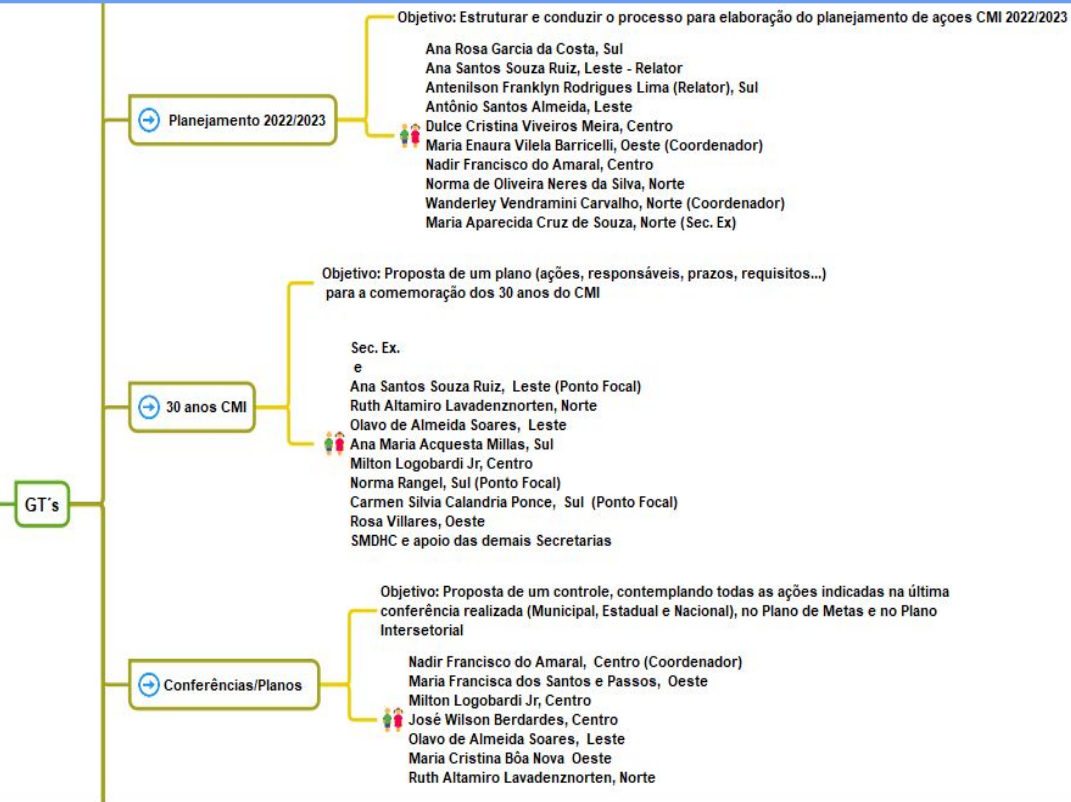 Objetivo: Estruturar e conduzir o processo para elaboração do planejamento de açoes CMI 2022/2023
Planejamento 2022/2023
Ana Rosa Garcia da Costa, Sul
Ana Santos Souza Ruiz, Leste - Relator
Antenilson Franklyn Rodrigues Lima (Relator), Sul
Antônio Santos Almeida, Leste
Dulce Cristina Viveiros Meira, Centro
Maria Enaura Vilela Barricelli, Oeste (Coordenador)
Nadir Francisco do Amaral, Centro
Norma de Oliveira Neres da Silva, Norte
Wanderley Vendramini Carvalho, Norte (Coordenador)
Maria Aparecida Cruz de Souza, Norte (Sec. Ex)
Objetivo: Proposta de um plano (ações, responsáveis, prazos, requisitos...)
para a comemoração dos 30 anos do CMI
30 anos CMI
Sec. Ex.
e
Ana Santos Souza Ruiz, Leste (Ponto Focal)
Ruth Altamiro Lavadenznorten, Norte
Olavo de Almeida Soares, Leste
Ana Maria Acquesta Millas, Sul
Milton Logobardi Jr, Centro
Norma Rangel, Sul (Ponto Focal)
Carmen Silvia Calandria Ponce, Sul (Ponto Focal)
Rosa Villares, Oeste
SMDHC e apoio das demais Secretarias
GT´s
Objetivo: Proposta de um controle, contemplando todas as ações indicadas na última
conferência realizada (Municipal, Estadual e Nacional), no Plano de Metas e no Plano
Intersetorial
Conferências/Planos
Nadir Francisco do Amaral, Centro (Coordenador)
Maria Francisca dos Santos e Passos, Oeste
Milton Logobardi Jr, Centro
José Wilson Berdardes, Centro
Olavo de Almeida Soares, Leste
Maria Cristina Bôa Nova Oeste
Ruth Altamiro Lavadenznorten, Norte